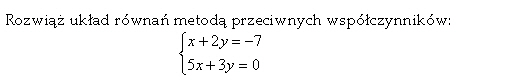 Rozwiąż układ równań metodą przeciwnych współczynników:
x + 2y = −7
5x + 3y = 0